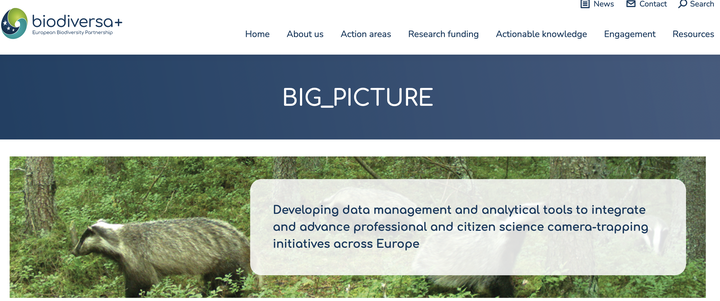 News Contact Search
biodiversa+
European Biodiversity Partnership
Home About us Action areas Research funding Actionable knowledge Engagement Resources
BIG_PICTURE
Developing data management and analytical tools to integrate
and advance professional and citizen science camera-trapping
initiatives across Europe